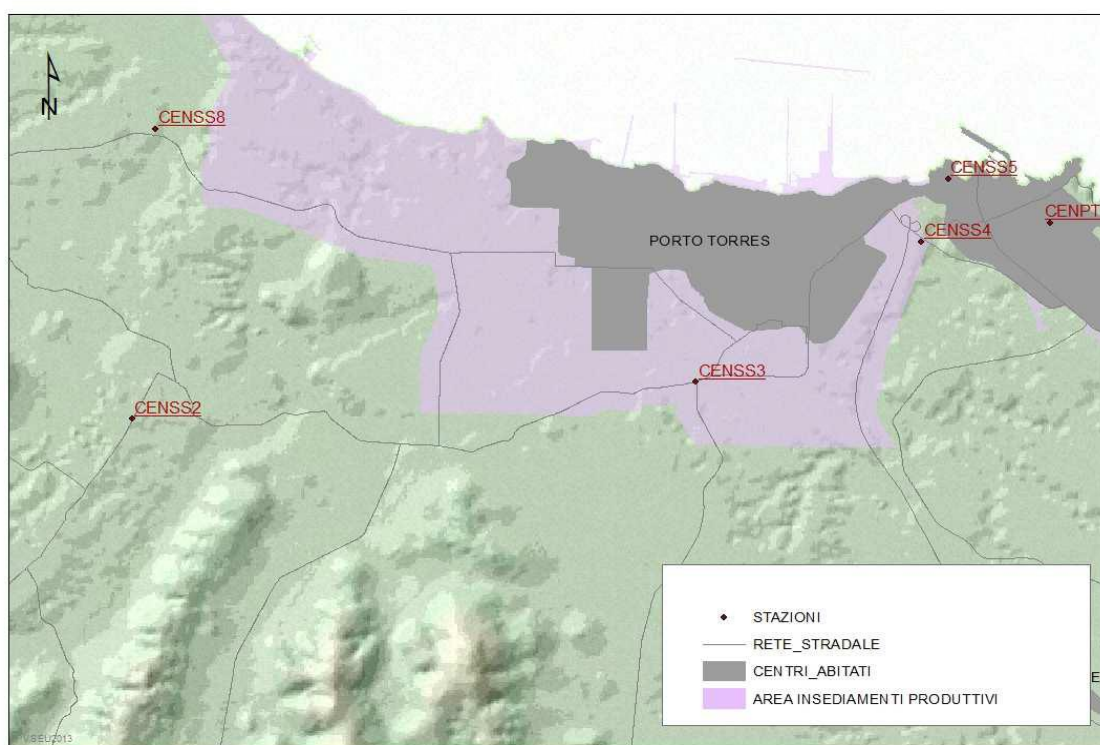 N
CENSS8
CENSS5
CENPT
CENSS4
PORTO TORRES
CENSS3
CENSS2
STAZIONI
RETE_STRADALE
CENTRI_ABITATI
AREA INSEDIAMENTI PRODUTTIVI
E